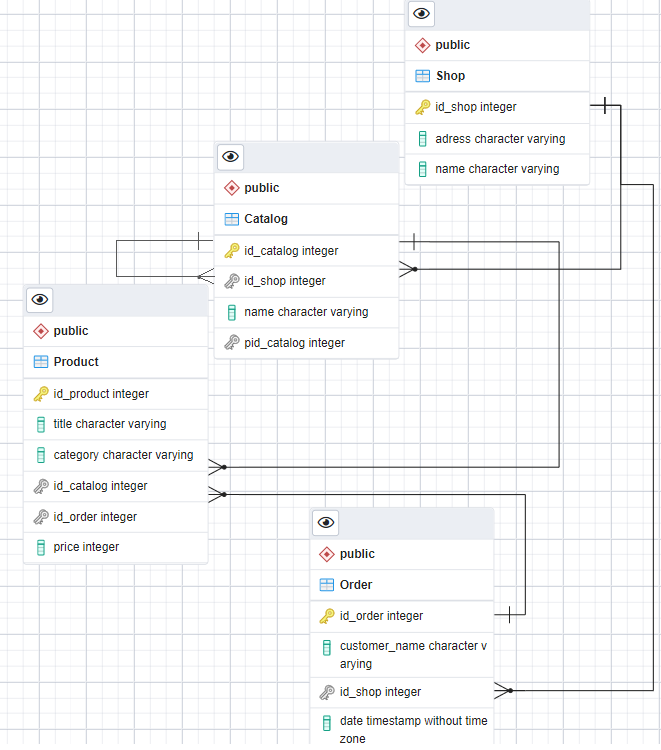 public
Shop
id_shop integer
adress character varying
name character varying
public
Catalog
id_catalog integer
id_shop integer
name character varying
pid_catalog integer
public
Product
id_product integer
title character varying
category character varying
id_catalog integer
id_order integer
price integer
public
Order
id_order integer
customer_name character v
arying
id_shop integer
date timestamp without time
zone